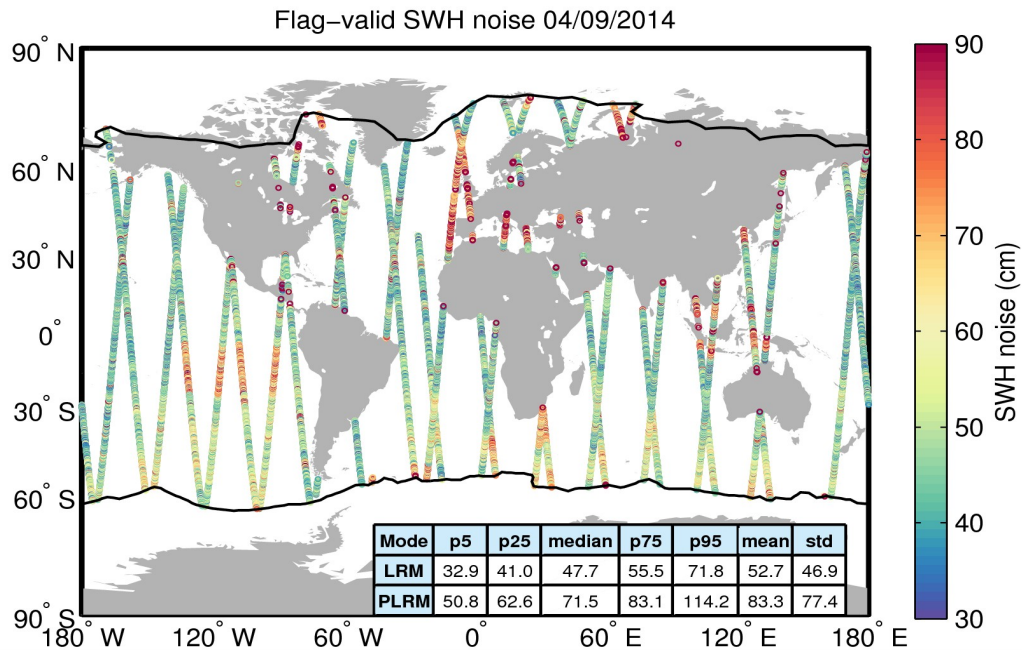 Flag−valid SWH noise 04/09/2014
90° N
60° N
30° N
0°
30° S
60° S
90° S
180° W
120° W
60° W
0°
60° E
120° E
180° E
Mode p5 p25 median p75 p95 mean std
LRM 32.9 41.0 47.7 55.5 71.8 52.7 46.9
PLRM 50.8 62.6 71.5 83.1 114.2 83.3 77.4
90
80
70
60
50
40
30
SWH noise (cm)